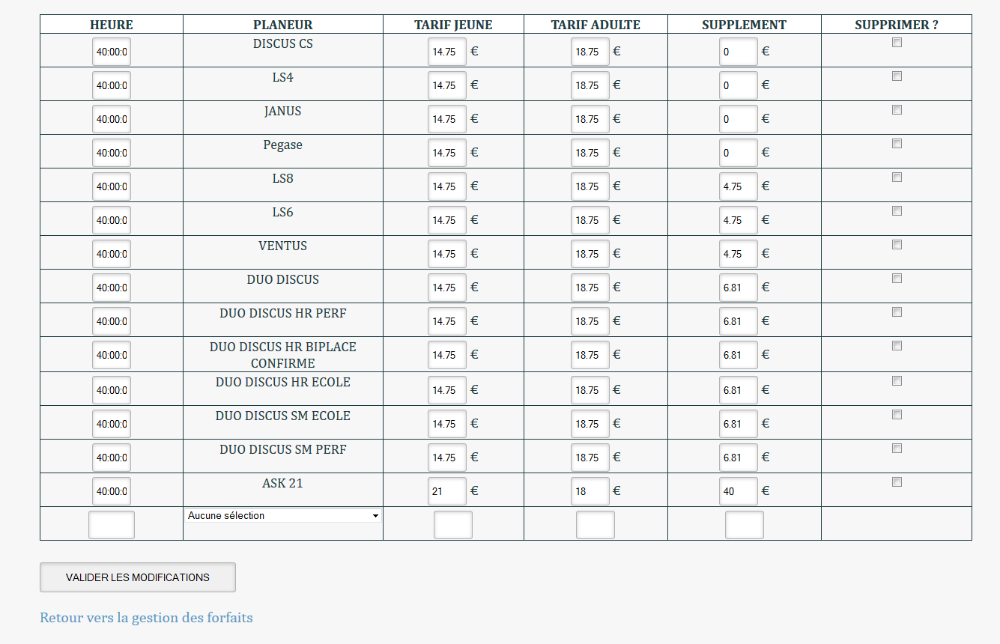 HEURE PLANEUR TARIF JEUNE TARIF ADULTE SUPPLEMENT SUPPRIMER ?
40:00:0 DISCUS CS 14.75 € 18.75 € 0 €
40:00:0 LS4 14.75 € 18.75 € 0 €
40:00:0 JANUS 14.75 € 18.75 € 0 €
40:00:0 Pegase 14.75 € 18.75 € 0 €
40:00:0 LS8 14.75 € 18.75 € 4.75 €
40:00:0 LS6 14.75 € 18.75 € 4.75 €
40:00:0 VENTUS 14.75 € 18.75 € 4.75 €
40:00:0 DUO DISCUS 14.75 € 18.75 € 6.81 €
40:00:0 DUO DISCUS HR PERF 14.75 € 18.75 € 6.81 €
40:00:0 DUO DISCUS HR BIPLACE 14.75 € 18.75 € 6.81 €
CONFIRME
40:00:0 DUO DISCUS HR ECOLE 14.75 € 18.75 € 6.81 €
40:00:0 DUO DISCUS SM ECOLE 14.75 € 18.75 € 6.81 €
40:00:0 DUO DISCUS SM PERF 14.75 € 18.75 € 6.81 €
40:00:0 ASK 21 21 € 18 € 40 €
Aucune sélection
VALIDER LES MODIFICATIONS
Retour vers la gestion des forfaits